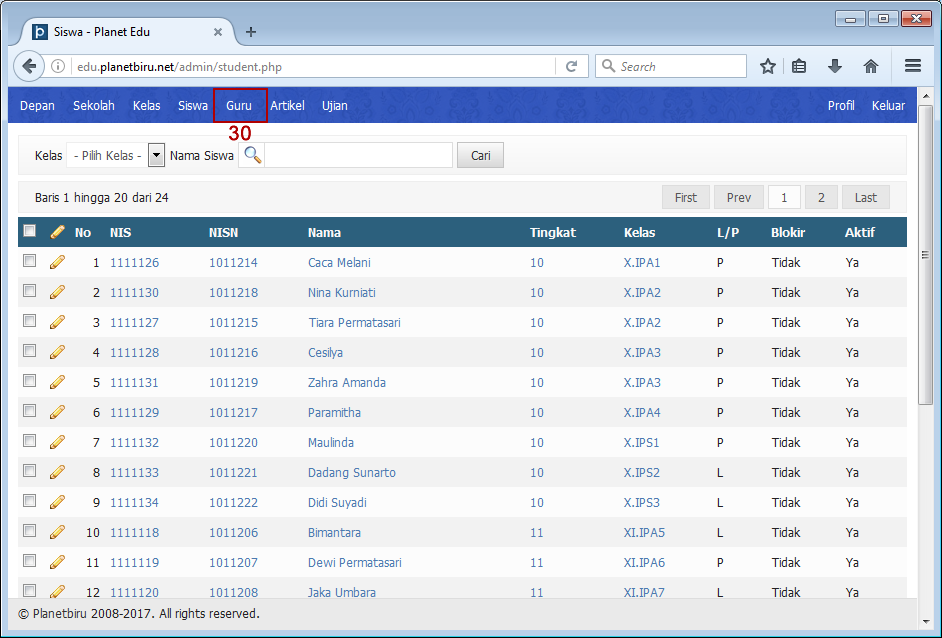 Siswa - Planet Edu
edu.planetbiru.net/admin/student.php
Search
Depan Sekolah Kelas Siswa Guru Artikel Ujian Profil Keluar
30
Kelas - Pilih Kelas - Nama Siswa Cari
Baris 1 hingga 20 dari 24 First Prev 1 2 Last
No NIS NISN Nama Tingkat Kelas L/P Blokir Aktif
1 1111126 1011214 Caca Melani 10 X.IPA1 P Tidak Ya
2 1111130 1011218 Nina Kurniati 10 X.IPA2 P Tidak Ya
3 1111127 1011215 Tiara Permatasari 10 X.IPA2 P Tidak Ya
4 1111128 1011216 Cesilya 10 X.IPA3 P Tidak Ya
5 1111131 1011219 Zahra Amanda 10 X.IPA3 P Tidak Ya
6 1111129 1011217 Paramitha 10 X.IPA4 P Tidak Ya
7 1111132 1011220 Maulinda 10 X.IPS1 P Tidak Ya
8 1111133 1011221 Dadang Sunarto 10 X.IPS2 L Tidak Ya
9 1111134 1011222 Didi Suyadi 10 X.IPS3 L Tidak Ya
10 1111118 1011206 Bimantara 11 XI.IPA5 L Tidak Ya
11 1111119 1011207 Dewi Permatasari 11 XI.IPA6 P Tidak Ya
12 1111120 1011208 Jaka Umbara 11 XI.IPA7 L Tidak Ya
© Planetbiru 2008-2017. All rights reserved.